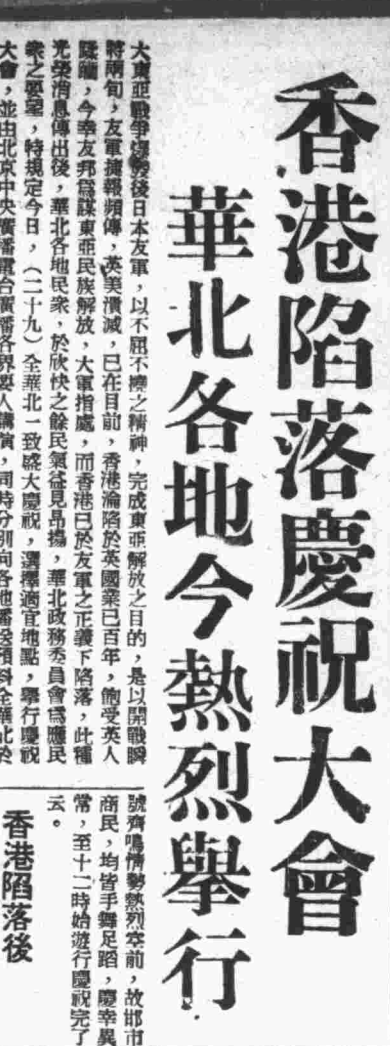 香港陷落慶祝大會
華北各地今熱烈舉行
大東亞戰爭爆發後日本友軍，以不屈不撓之精神，完成東亞解放之目的，是以開戰瞬
將兩旬，友軍捷報頻傳，英美潰滅，已在目前，香港淪陷於英國業已百年，飽受英人
蹂躪，今幸友邦爲謀東亞民族解放，大軍指處，而香港已於友軍之正義下陷落，此種
光榮消息傳出後，華北各地民衆，於欣快之餘民氣益見昂揚，華北政務委員會爲應民
衆之要望，特規定今日，（二十九）全華北一致盛大慶祝，選擇適宜地點，舉行慶祝
大會，並由北京中央廣播電台廣播各界要人講演，同時分別向各地播送預料全華北於
號齊鳴情勢熱烈空前，故邯市
商民，均皆手舞足蹈，慶幸異
常，至十二時始遊行慶祝完了
云。
香港陷落後